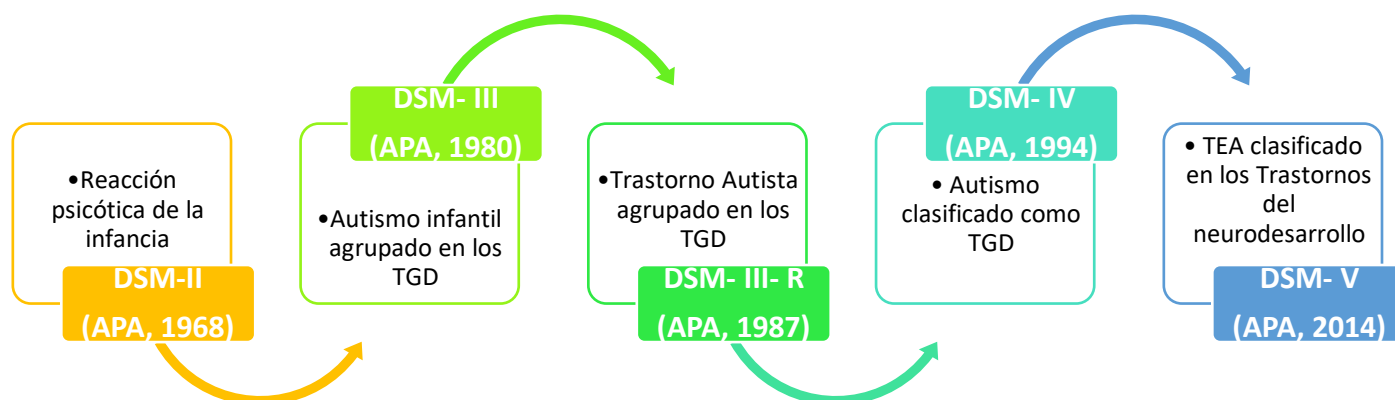 •Reacción
psicótica de la
infancia
DSM-II
(APA, 1968)
DSM- III
(APA, 1980)
•Autismo infantil
agrupado en los
TGD
•Trastorno Autista
agrupado en los
TGD
DSM- III- R
(APA, 1987)
DSM- IV
(APA, 1994)
• Autismo
clasificado como
TGD
• TEA clasificado
en los Trastornos
del
neurodesarrollo
DSM- V
(APA, 2014)